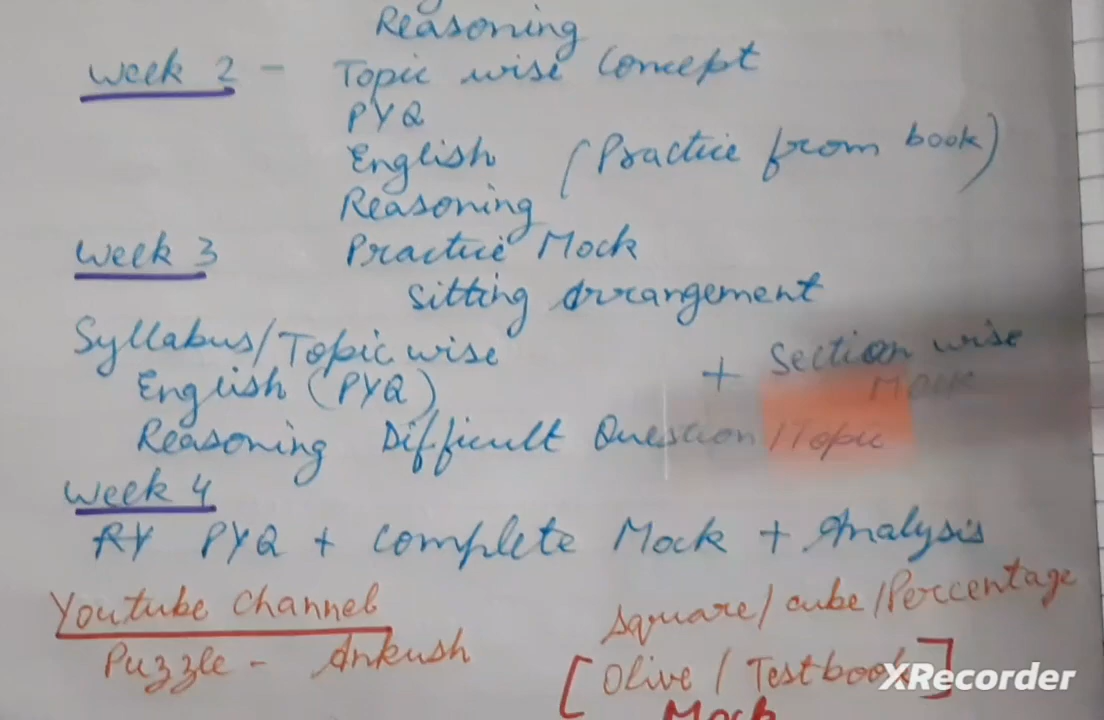 Reasoning
Week 2 - Topic wise Concept
PYQ
English (Practice from book)
Reasoning
Week 3 Practice Mock
Sitting Arrangement
Syllabus/Topic wise
English (PYQ) + Section wise
Mock
Reasoning Difficult Question /Topic
Week 4
PYQ + Complete Mock + Analysis
Youtube Channel
Square/cube/Percentage
Puzzle - Ankush
[Olive / Testbook]
Mock
XRecorder